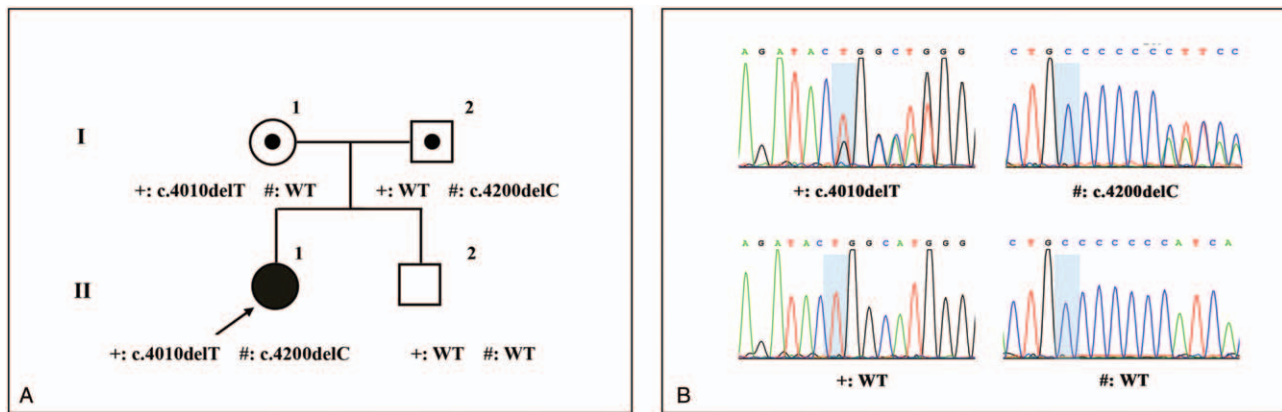 1
2
I
+: c.4010delT #: WT
+: WT #: c.4200delC
1
2
II
+: c.4010delT #: c.4200delC
+: WT #: WT
A
A G A T A C T G G C T G G G
+: c.4010delT
C T G C C C C C C C T T C C
#: c.4200delC
A G A T A C T G G C A T G G G
+: WT
C T G C C C C C C C A T C A
#: WT
B